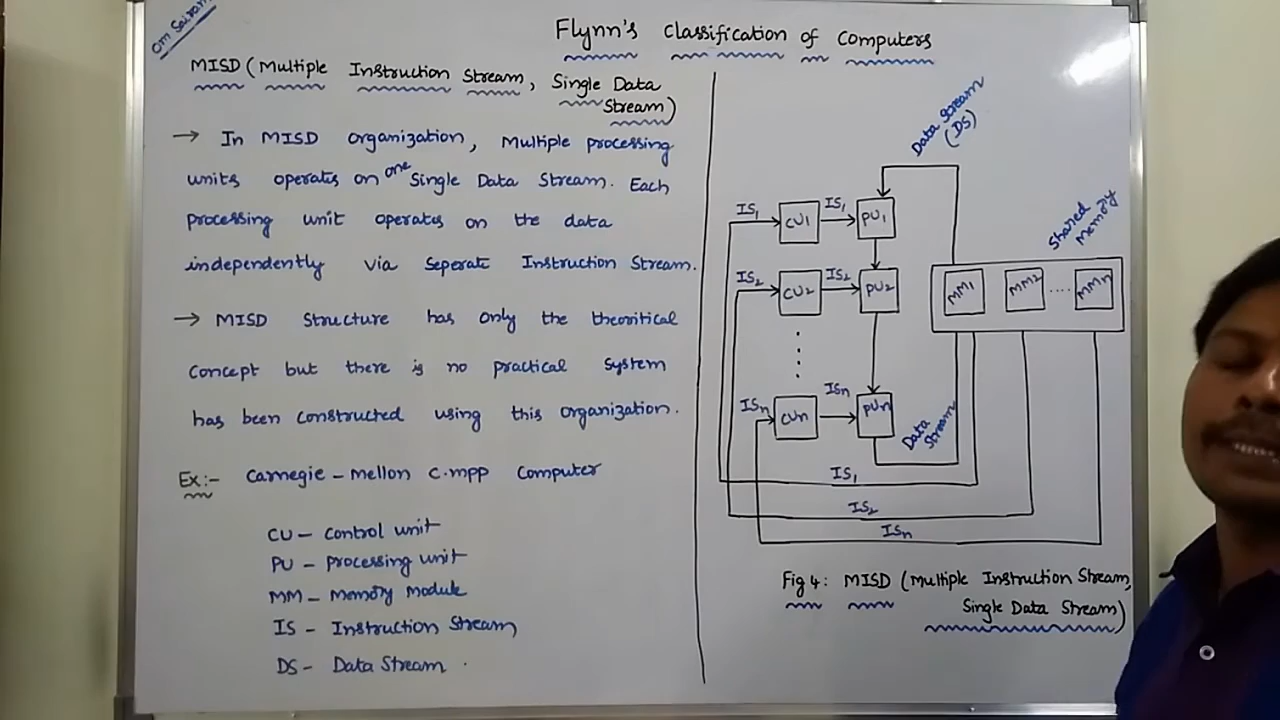 Om Sairam
Flynn's Classification of Computers
MISD (Multiple Instruction Stream, Single Data
Stream)
→ In MISD organization, Multiple processing
units operates on one Single Data Stream. Each
processing unit operates on the data
independently via Seperate Instruction Stream.
→ MISD Structure has only the theoritical
concept but there is no practical system
has been constructed using this organization.
Ex:- Carnegie-mellon C.mpp Computer
CU - Control unit
PU - Processing unit
MM - Memory Module
IS - Instruction Stream
DS - Data Stream
Data Stream
(DS)
Shared
Memory
IS1 CU1 IS1 PU1
IS2 CU2 IS2 PU2
MM1 MM2 .... MMn
ISn CUn ISn PUn
Data
Stream
IS1
IS2
ISn
Fig 4: MISD (Multiple Instruction Stream,
Single Data Stream)